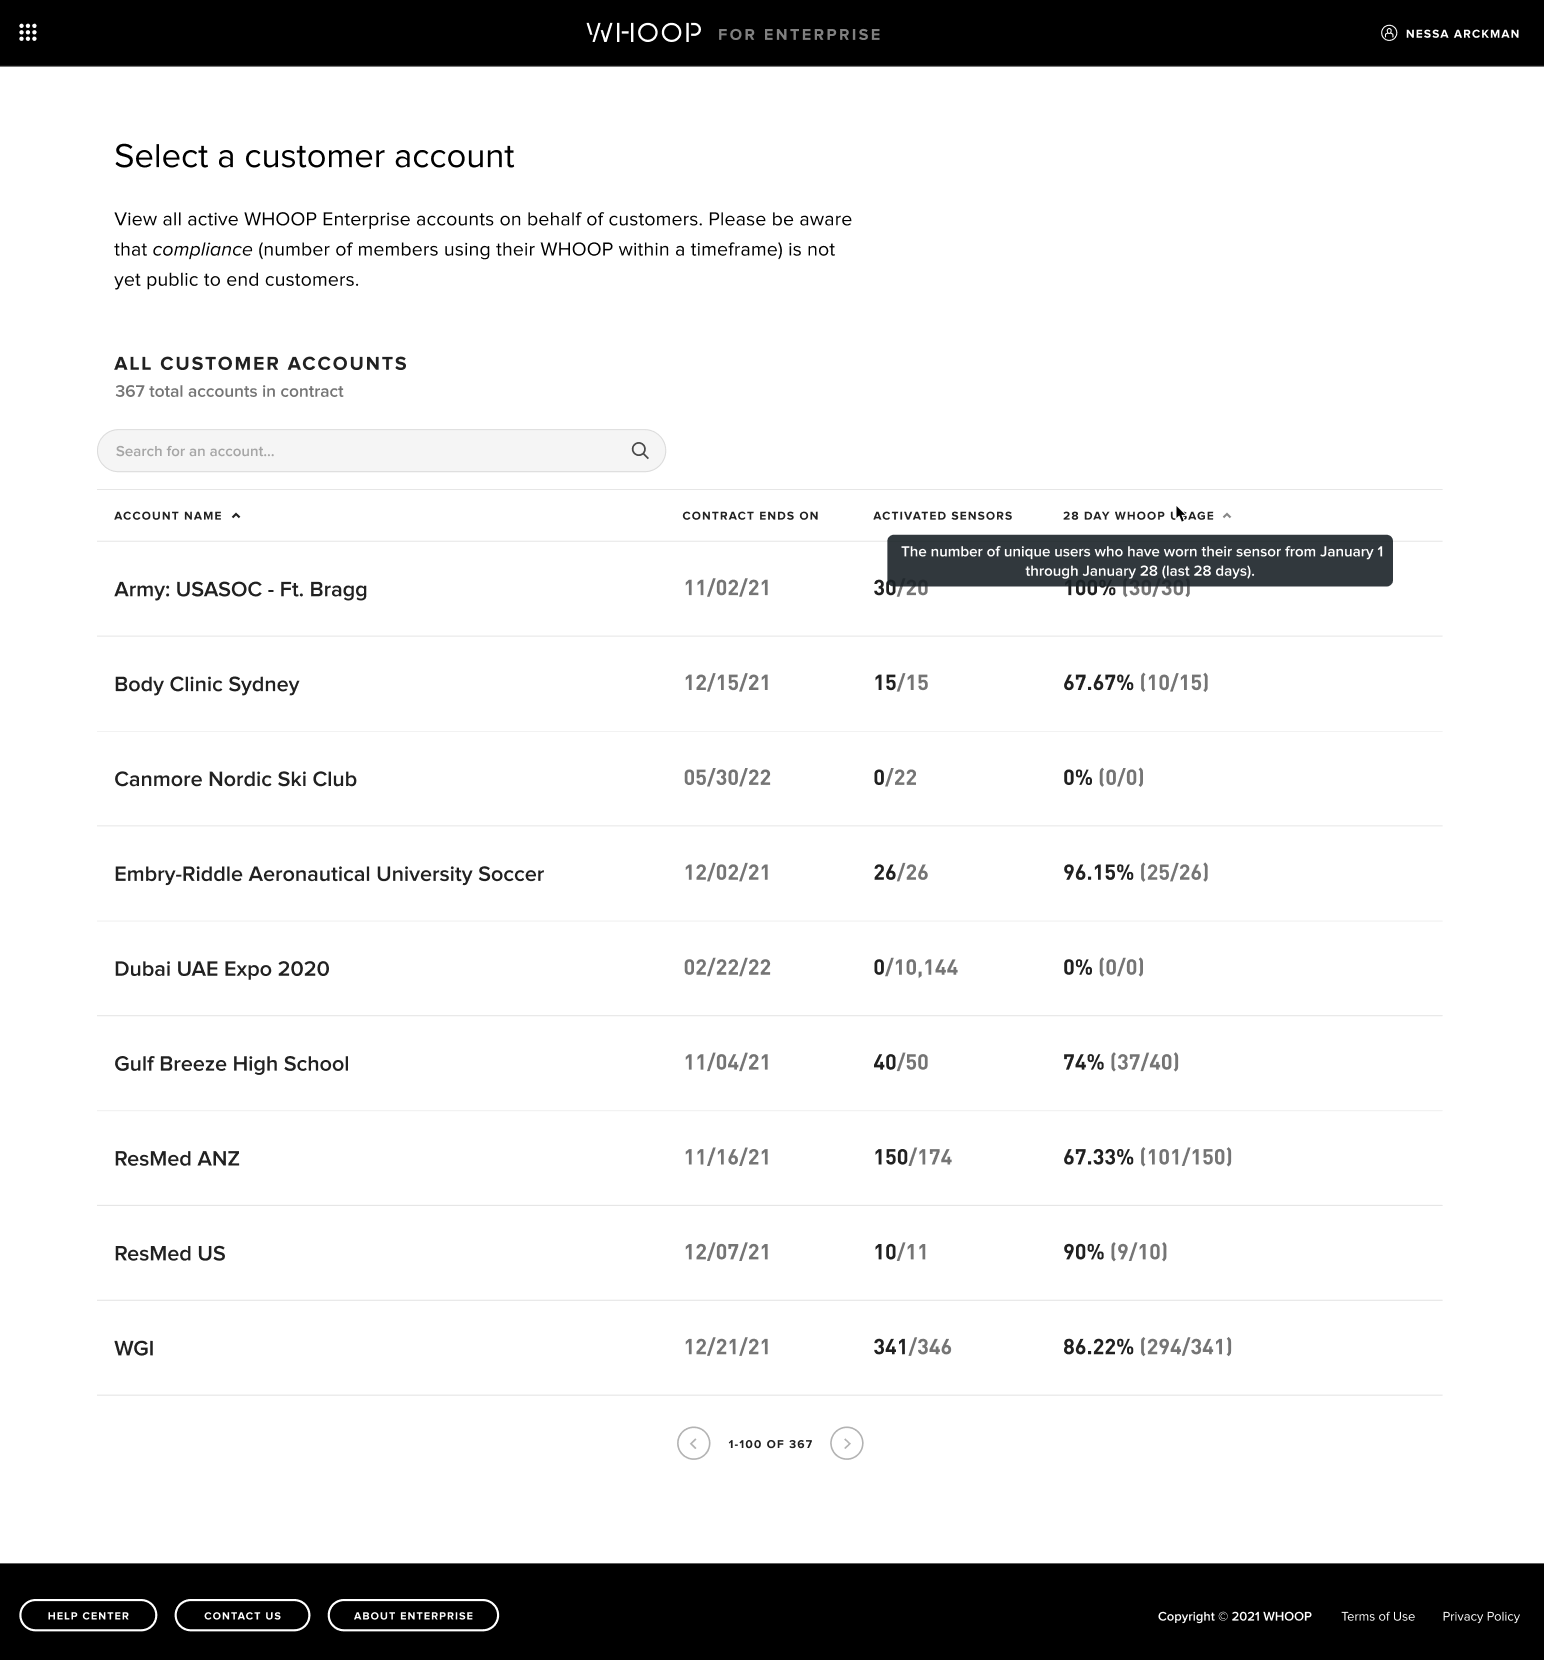 WHOOP FOR ENTERPRISE
NESSA ARCKMAN
Select a customer account
View all active WHOOP Enterprise accounts on behalf of customers. Please be aware
that compliance (number of members using their WHOOP within a timeframe) is not
yet public to end customers.
ALL CUSTOMER ACCOUNTS
367 total accounts in contract
Search for an account...
ACCOUNT NAME CONTRACT ENDS ON ACTIVATED SENSORS 28 DAY WHOOP USAGE
The number of unique users who have worn their sensor from January 1
through January 28 (last 28 days).
Army: USASOC - Ft. Bragg 11/02/21 30/20 100% (30/30)
Body Clinic Sydney 12/15/21 15/15 67.67% (10/15)
Canmore Nordic Ski Club 05/30/22 0/22 0% (0/0)
Embry-Riddle Aeronautical University Soccer 12/02/21 26/26 96.15% (25/26)
Dubai UAE Expo 2020 02/22/22 0/10,144 0% (0/0)
Gulf Breeze High School 11/04/21 40/50 74% (37/40)
ResMed ANZ 11/16/21 150/174 67.33% (101/150)
ResMed US 12/07/21 10/11 90% (9/10)
WGI 12/21/21 341/346 86.22% (294/341)
1-100 OF 367
HELP CENTER CONTACT US ABOUT ENTERPRISE Copyright © 2021 WHOOP Terms of Use Privacy Policy